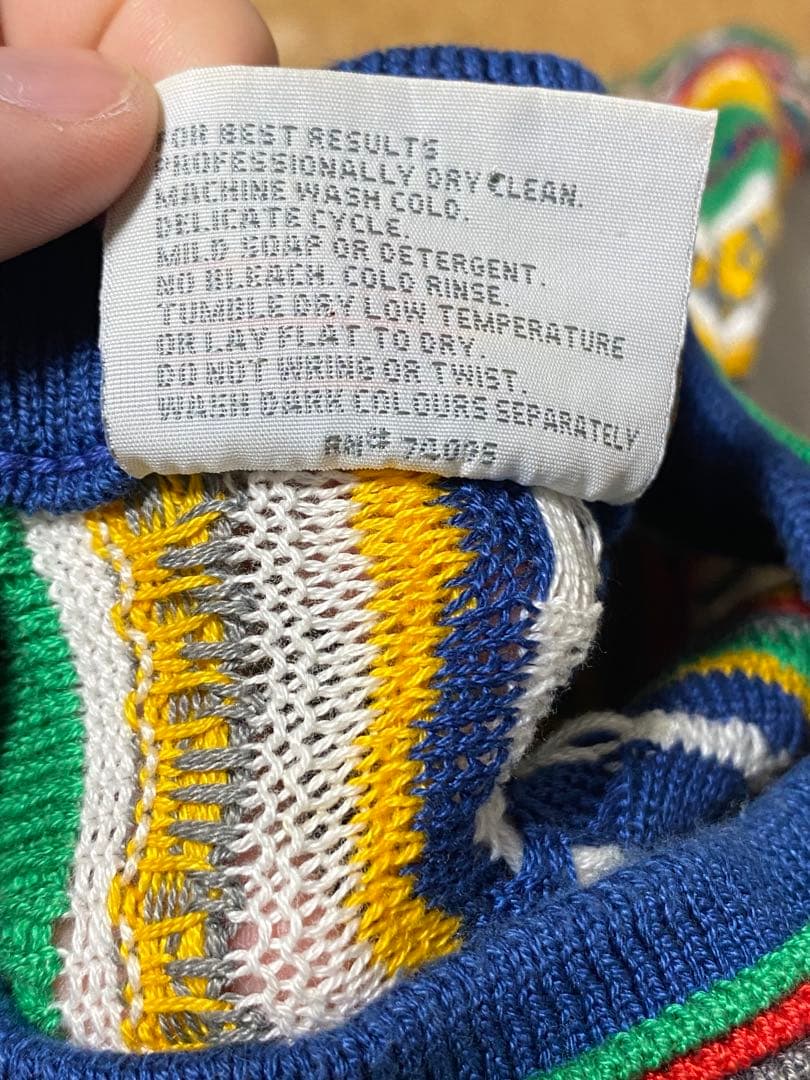 FOR BEST RESULTS
PROFESSIONALLY DRY CLEAN.
MACHINE WASH COLD.
DELICATE CYCLE.
MILD SOAP OR DETERGENT.
NO BLEACH. COLD RINSE.
TUMBLE DRY LOW TEMPERATURE
OR LAY FLAT TO DRY.
DO NOT WRING OR TWIST.
WASH DARK COLOURS SEPARATELY
RN#